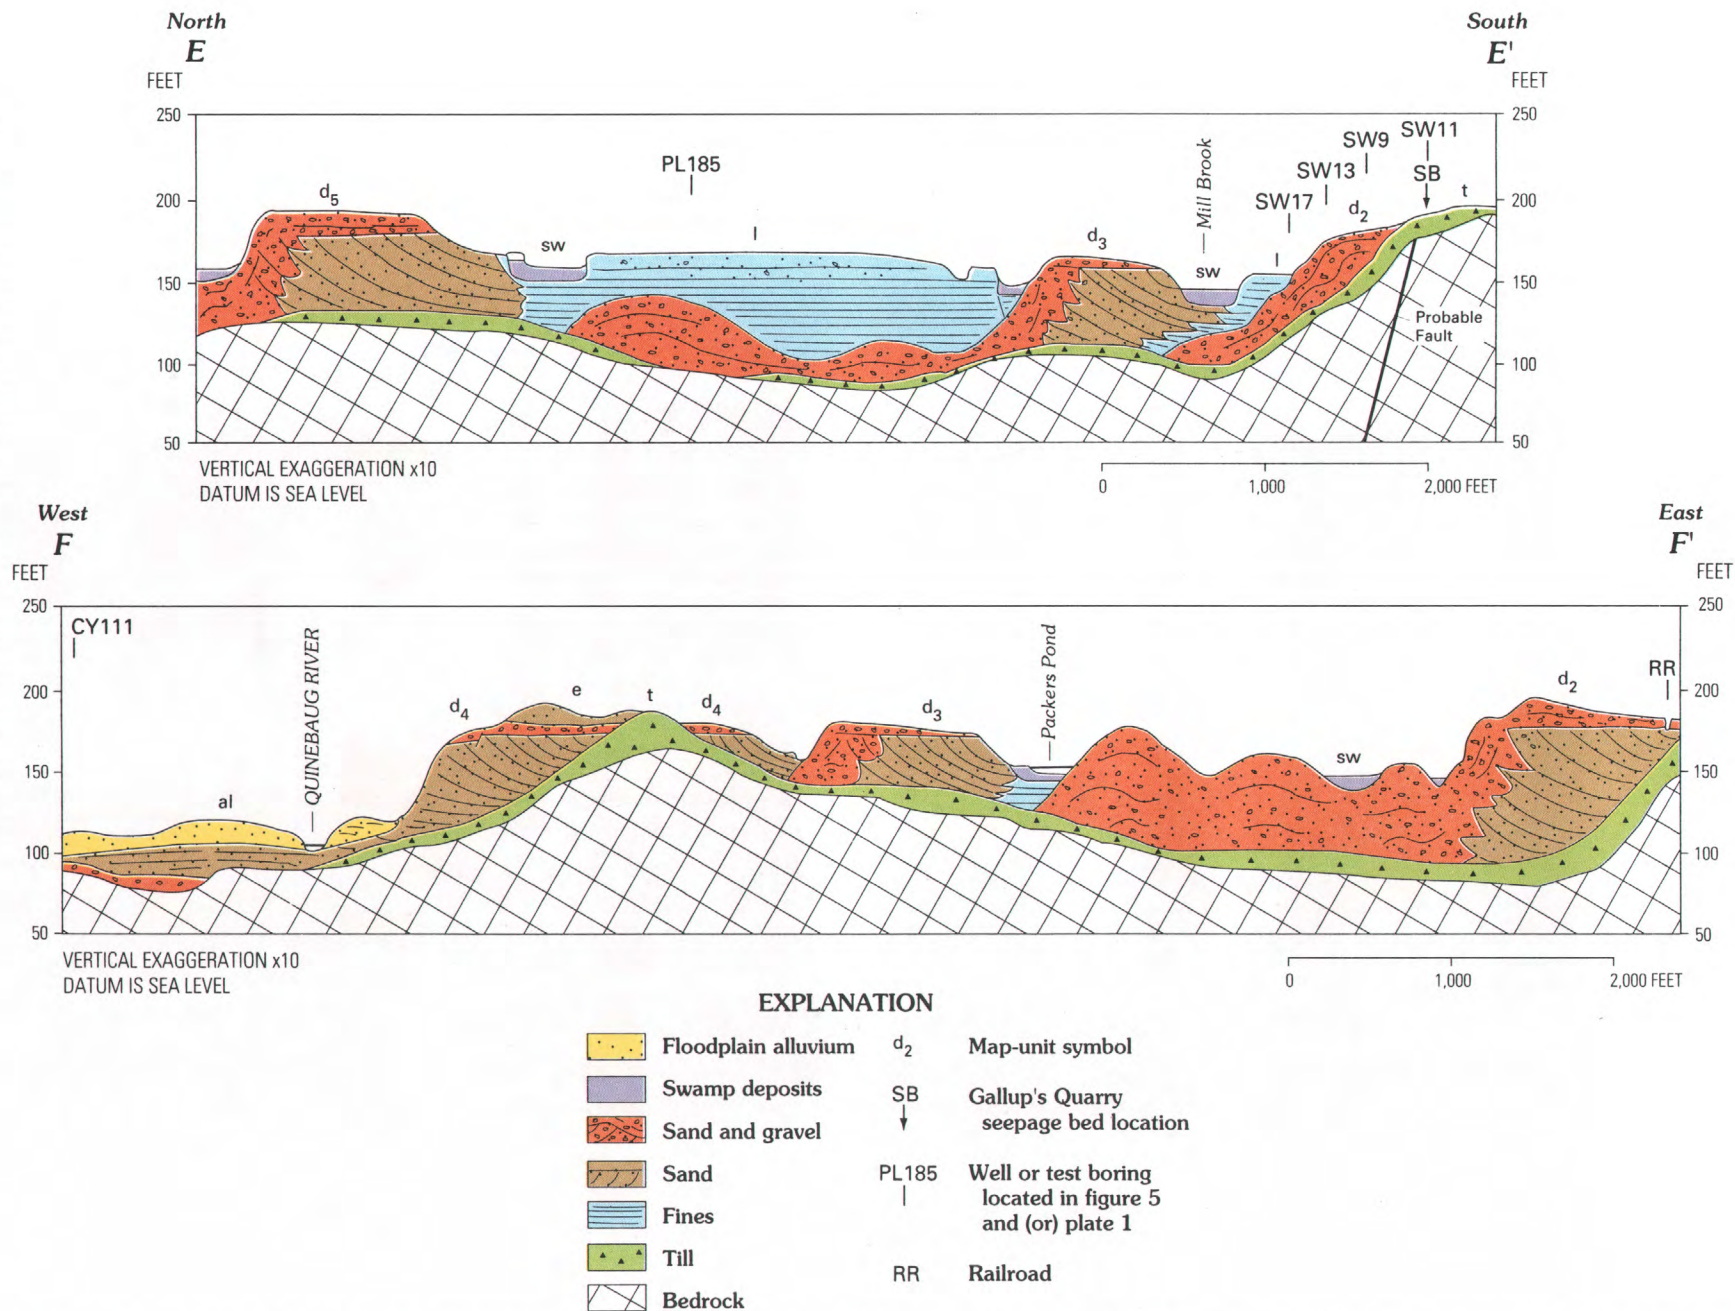 North
E
South
E'
FEET
FEET
250
200
150
100
50
250
200
150
100
50
d5
sw
PL185
l
d3
Mill Brook
sw
SW17
l
SW13
SW9
d2
SW11
SB
t
Probable
Fault
VERTICAL EXAGGERATION x10
DATUM IS SEA LEVEL
0 1,000 2,000 FEET
West
F
East
F'
FEET
FEET
250
200
150
100
50
250
200
150
100
50
CY111
al
QUINEBAUG RIVER
d4
e
t
d4
d3
Packers Pond
sw
d2
RR
VERTICAL EXAGGERATION x10
DATUM IS SEA LEVEL
0 1,000 2,000 FEET
EXPLANATION
Floodplain alluvium
Swamp deposits
Sand and gravel
Sand
Fines
Till
Bedrock
d2 Map-unit symbol
SB Gallup's Quarry
seepage bed location
PL185 Well or test boring
located in figure 5
and (or) plate 1
RR Railroad